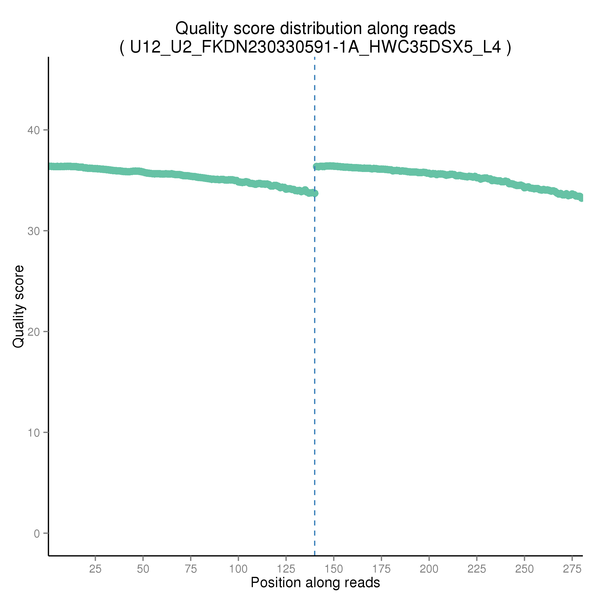 Quality score distribution along reads
( U12_U2_FKDN230330591-1A_HWC35DSX5_L4 )
Quality score
40
30
20
10
0
25 50 75 100 125 150 175 200 225 250 275
Position along reads